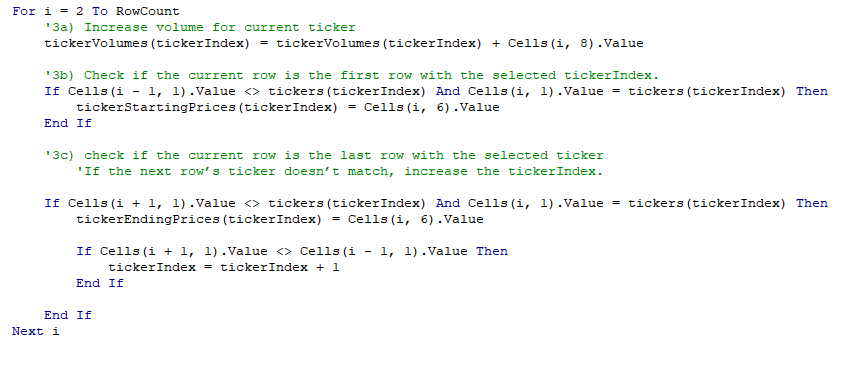 For i = 2 To RowCount
    '3a) Increase volume for current ticker
    tickerVolumes(tickerIndex) = tickerVolumes(tickerIndex) + Cells(i, 8).Value
    '3b) Check if the current row is the first row with the selected tickerIndex.
    If Cells(i - 1, 1).Value <> tickers(tickerIndex) And Cells(i, 1).Value = tickers(tickerIndex) Then
        tickerStartingPrices(tickerIndex) = Cells(i, 6).Value
    End If
    '3c) check if the current row is the last row with the selected ticker
        'If the next row’s ticker doesn’t match, increase the tickerIndex.
    If Cells(i + 1, 1).Value <> tickers(tickerIndex) And Cells(i, 1).Value = tickers(tickerIndex) Then
        tickerEndingPrices(tickerIndex) = Cells(i, 6).Value
        If Cells(i + 1, 1).Value <> Cells(i - 1, 1).Value Then
            tickerIndex = tickerIndex + 1
        End If
    End If
Next i